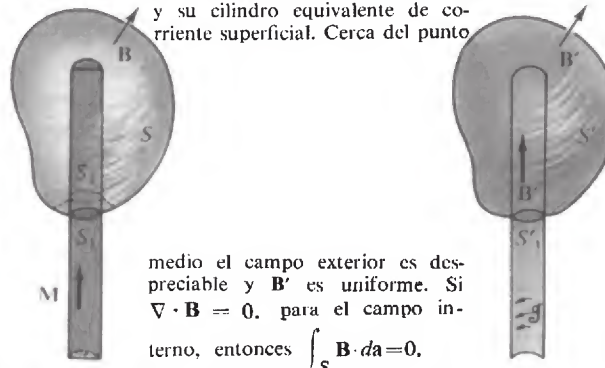 y su cilindro equivalente de co-
rriente superficial. Cerca del punto
B
S
S₁
S₁
M
B′
S′
B′
S′₁
𝒥
medio el campo exterior es des-
preciable y B′ es uniforme. Si
∇ · B = 0. para el campo in-
terno, entonces ∫_S B·da=0.